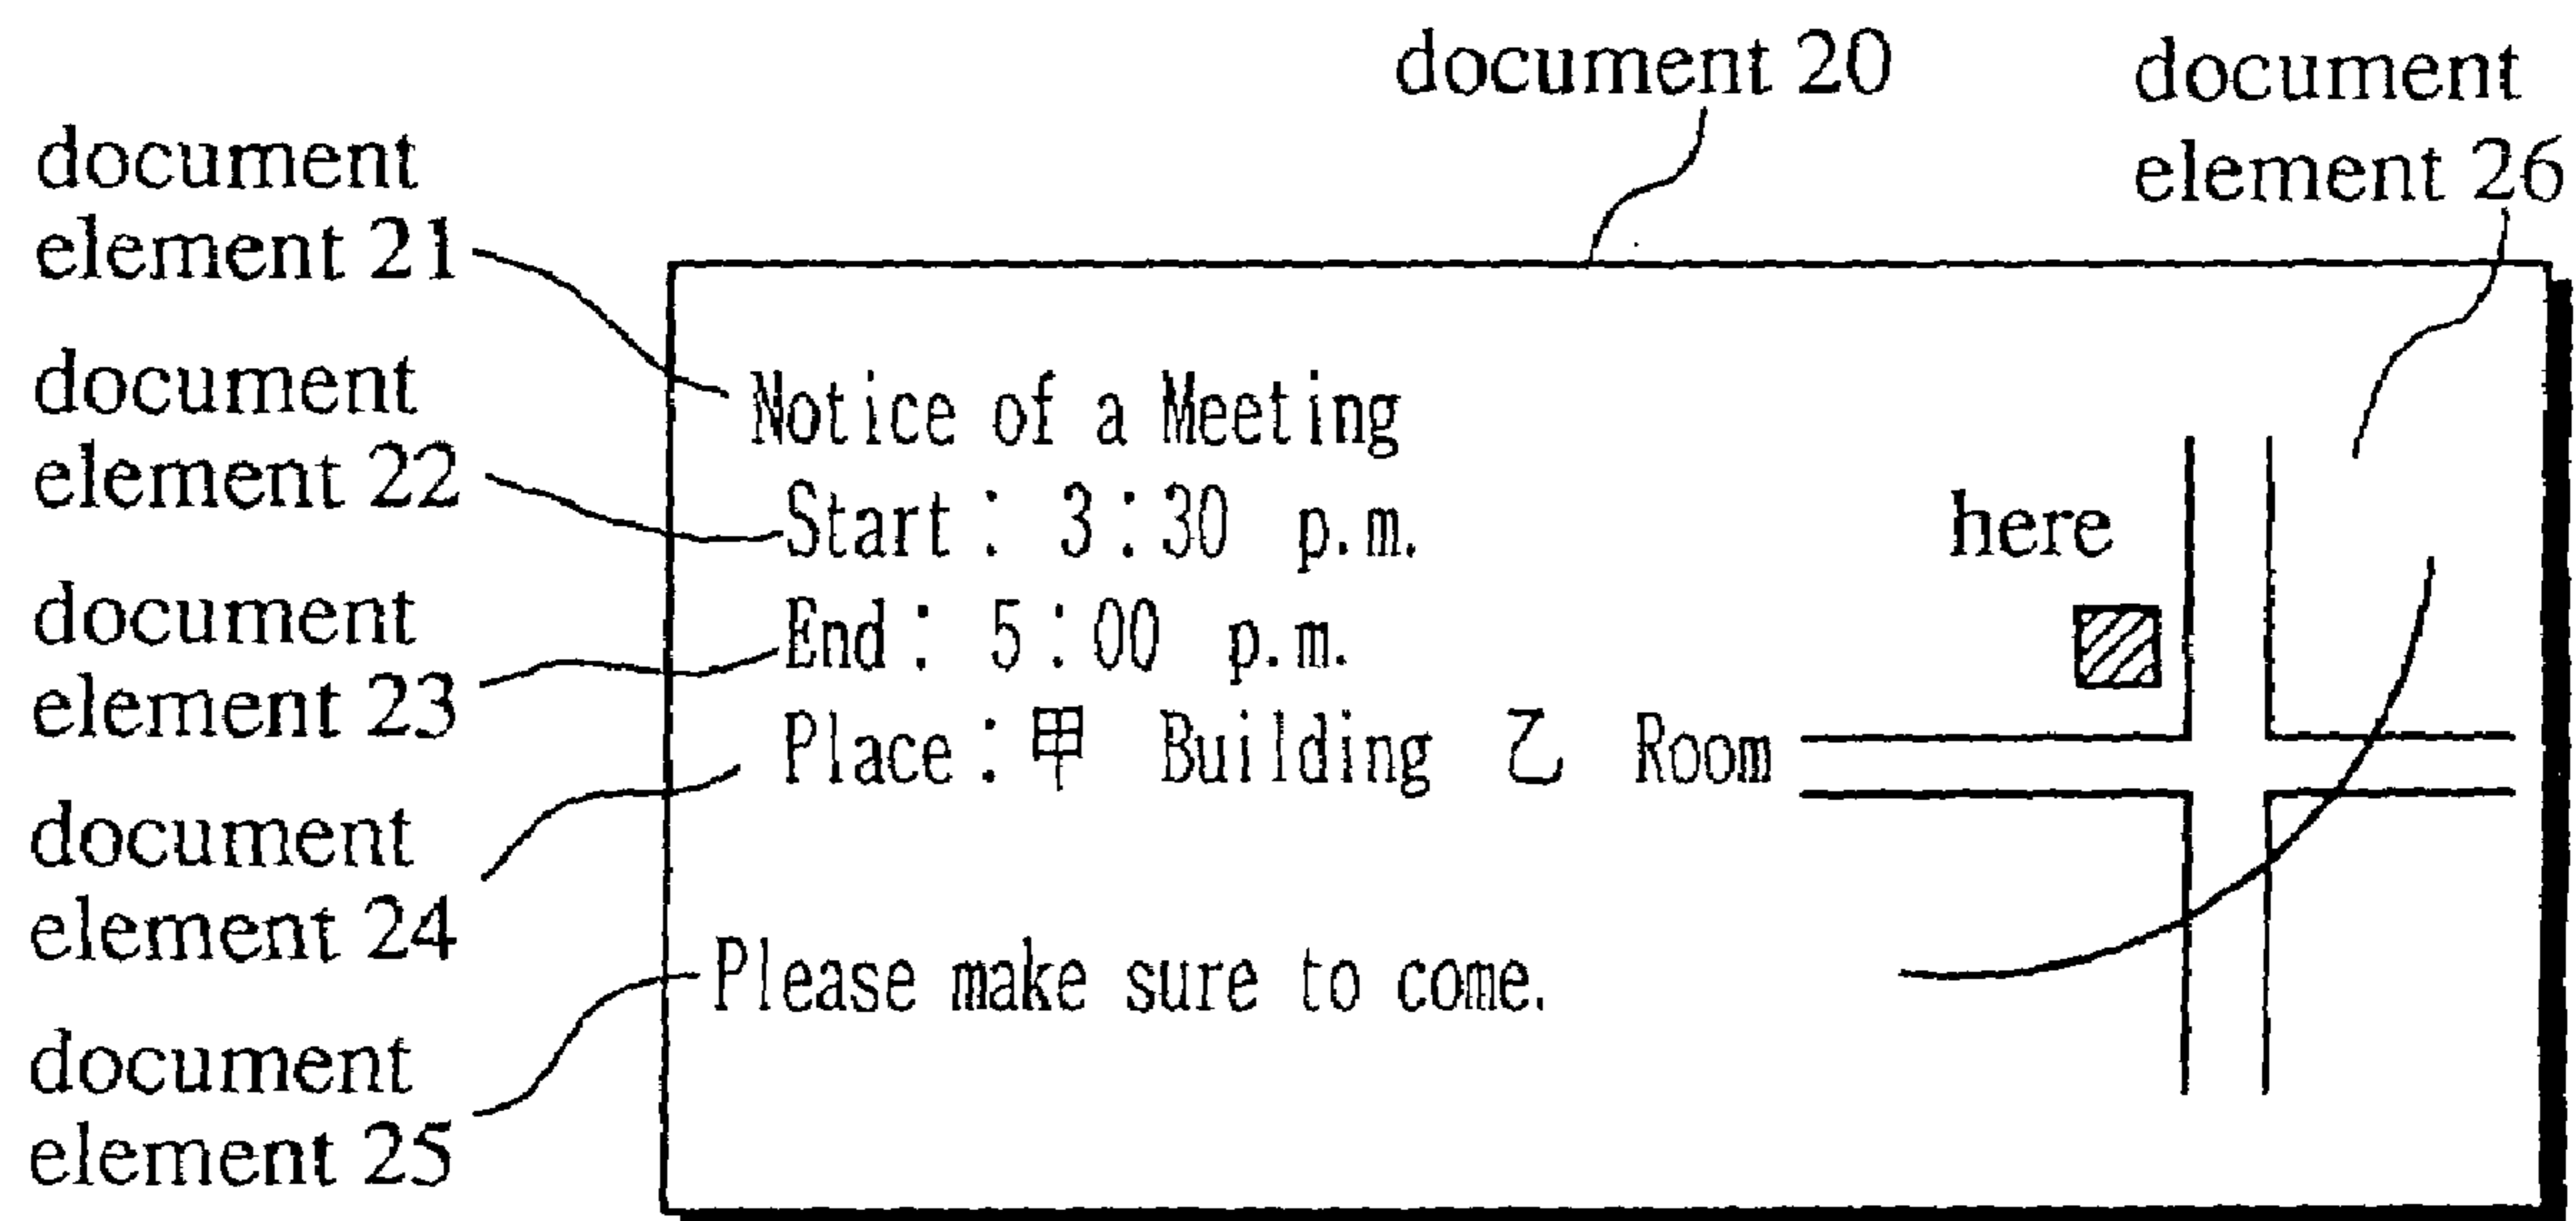 document 20
document
element 26
document
element 21
document
element 22
document
element 23
document
element 24
document
element 25
Notice of a Meeting
Start: 3:30 p.m.
End: 5:00 p.m.
Place:甲 Building 乙 Room
Please make sure to come.
here